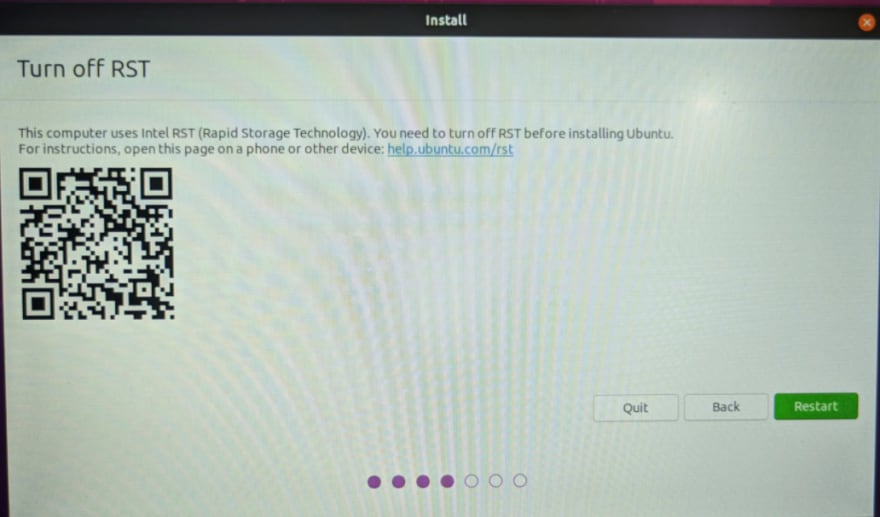 Install
Turn off RST
This computer uses Intel RST (Rapid Storage Technology). You need to turn off RST before installing Ubuntu.
For instructions, open this page on a phone or other device: help.ubuntu.com/rst
Quit
Back
Restart